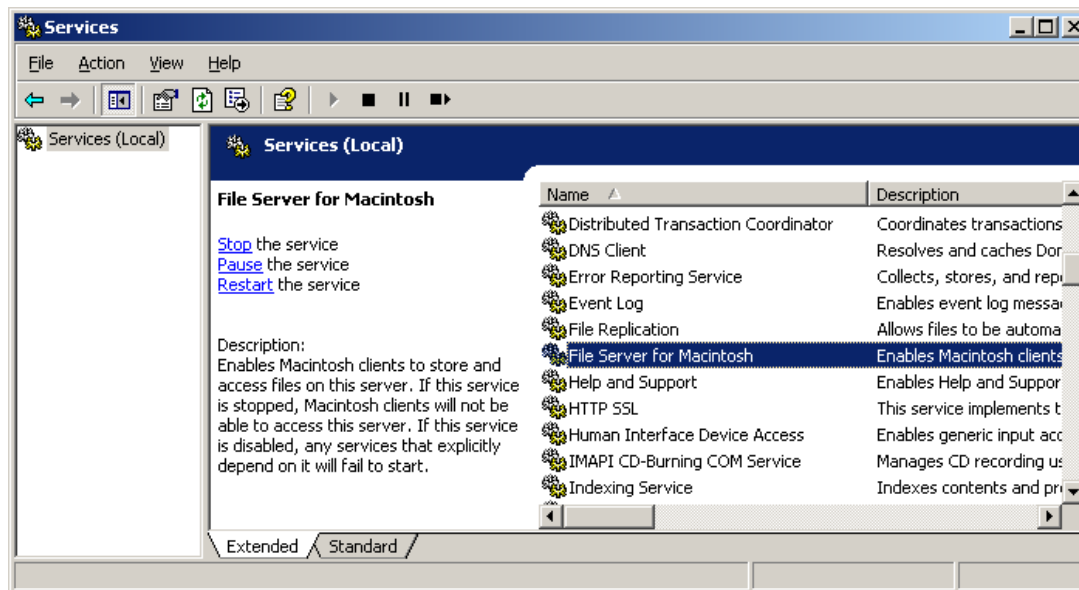 Services
File Action View Help
Services (Local)
Services (Local)
File Server for Macintosh
Stop the service
Pause the service
Restart the service
Description:
Enables Macintosh clients to store and
access files on this server. If this service
is stopped, Macintosh clients will not be
able to access this server. If this service
is disabled, any services that explicitly
depend on it will fail to start.
Name Description
Distributed Transaction Coordinator Coordinates transactions
DNS Client Resolves and caches
Error Reporting Service Collects, stores, and
Event Log Enables event log
File Replication Allows files to be
File Server for Macintosh Enables Macintosh clients
Help and Support Enables Help and
HTTP SSL This service implements
Human Interface Device Access Enables generic input
IMAPI CD-Burning COM Service Manages CD recording
Indexing Service Indexes contents and
Extended Standard